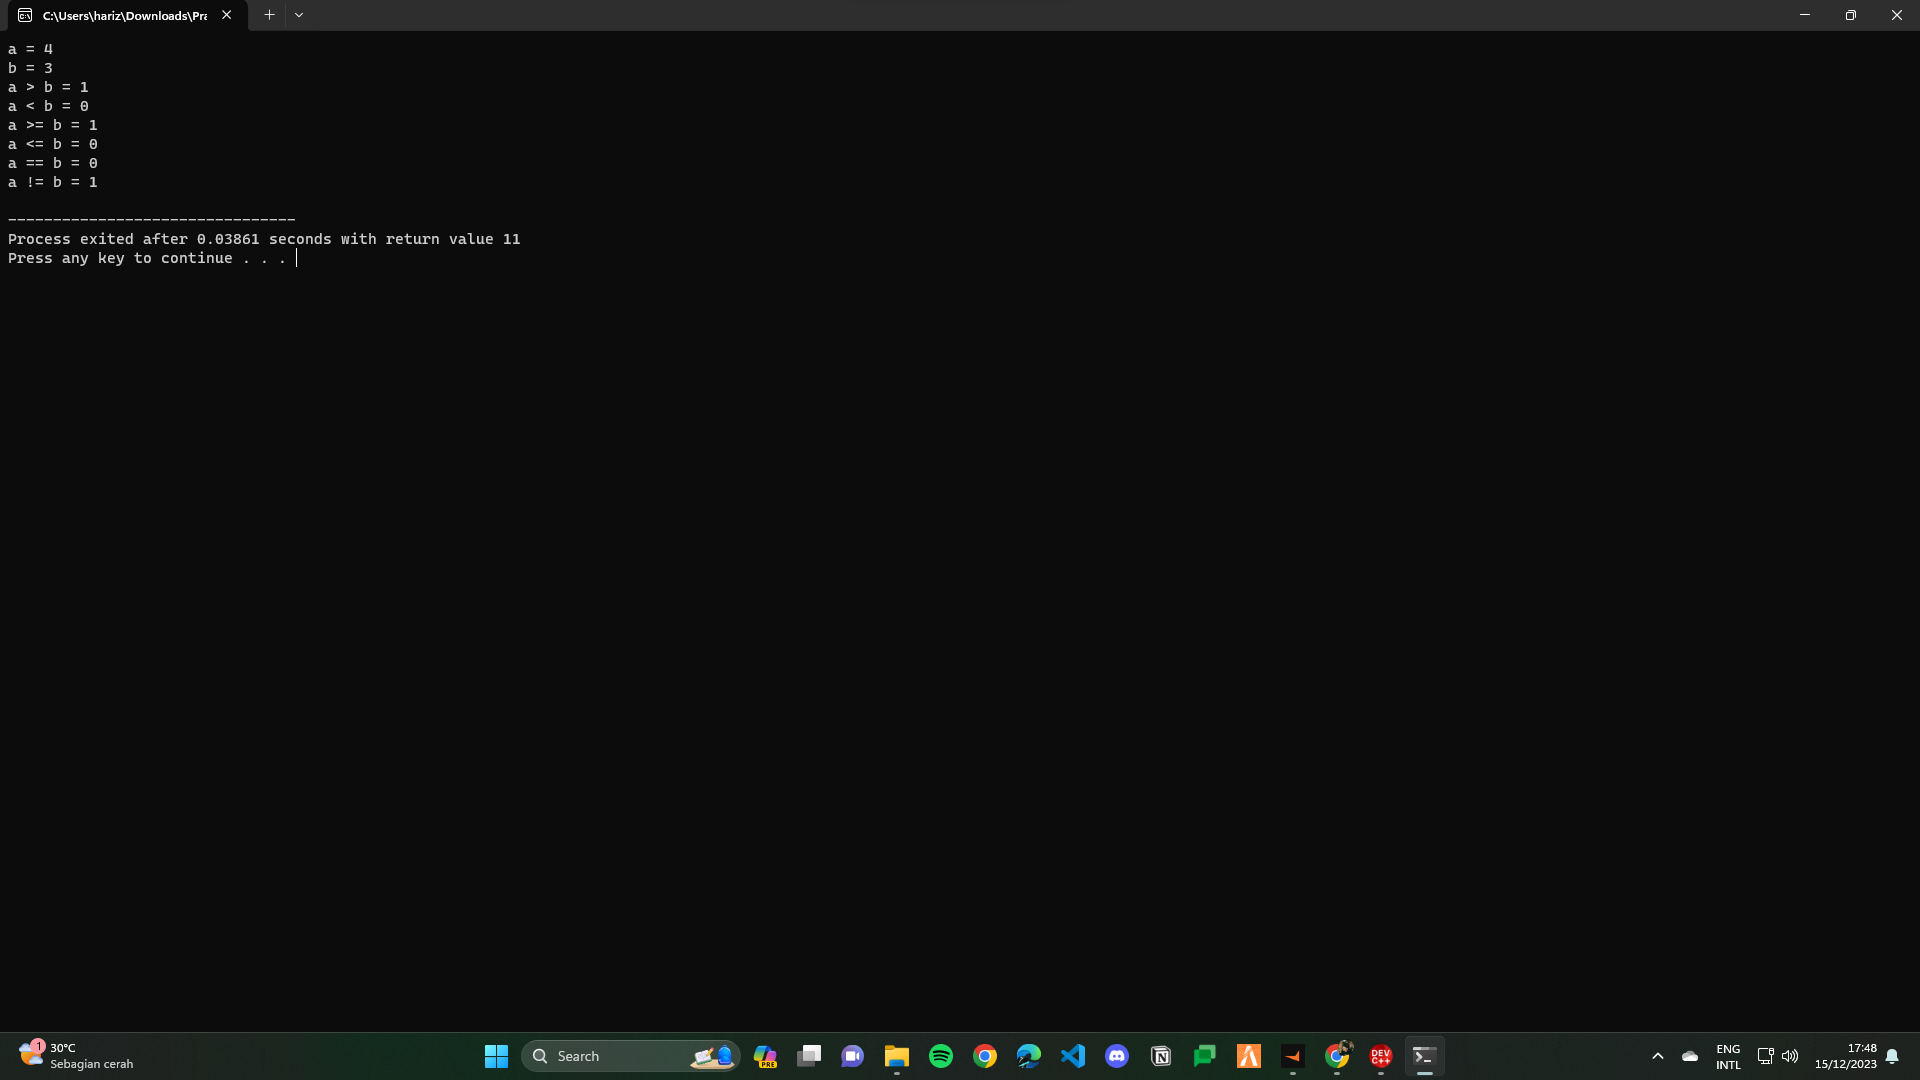 C:\Users\hariz\Downloads\Pra
a = 4
b = 3
a > b = 1
a < b = 0
a >= b = 1
a <= b = 0
a == b = 0
a != b = 1
--------------------------------
Process exited after 0.03861 seconds with return value 11
Press any key to continue . . .
1
30°C
Sebagian cerah
Search
PRE
DEV
C++
ENG
INTL
17:48
15/12/2023